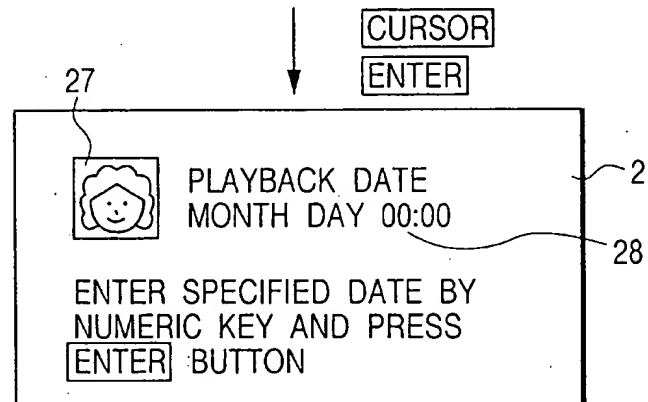 CURSOR
ENTER
27
PLAYBACK DATE
MONTH DAY 00:00
2
28
ENTER SPECIFIED DATE BY
NUMERIC KEY AND PRESS
ENTER BUTTON